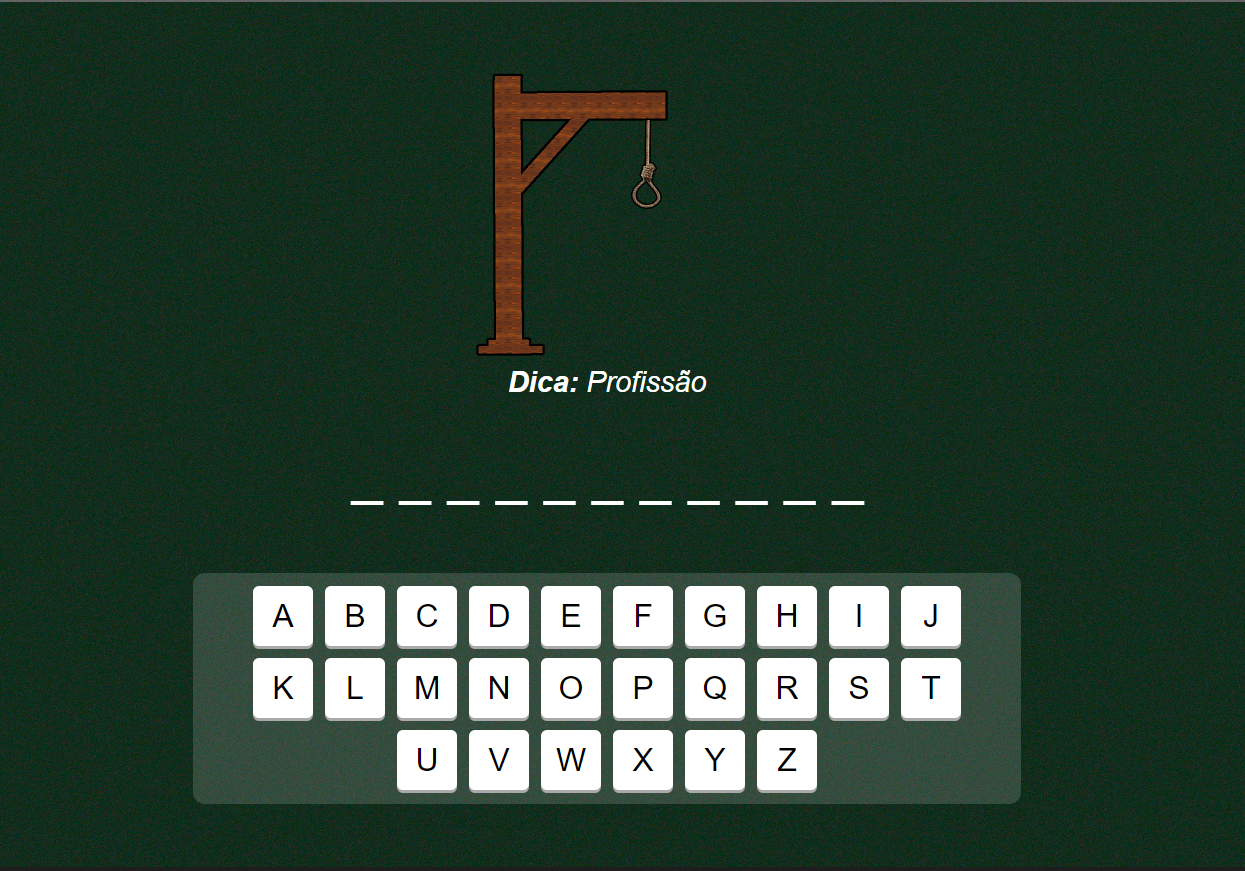 Dica: Profissão
_ _ _ _ _ _ _ _ _ _ _
A B C D E F G H I J
K L M N O P Q R S T
U V W X Y Z